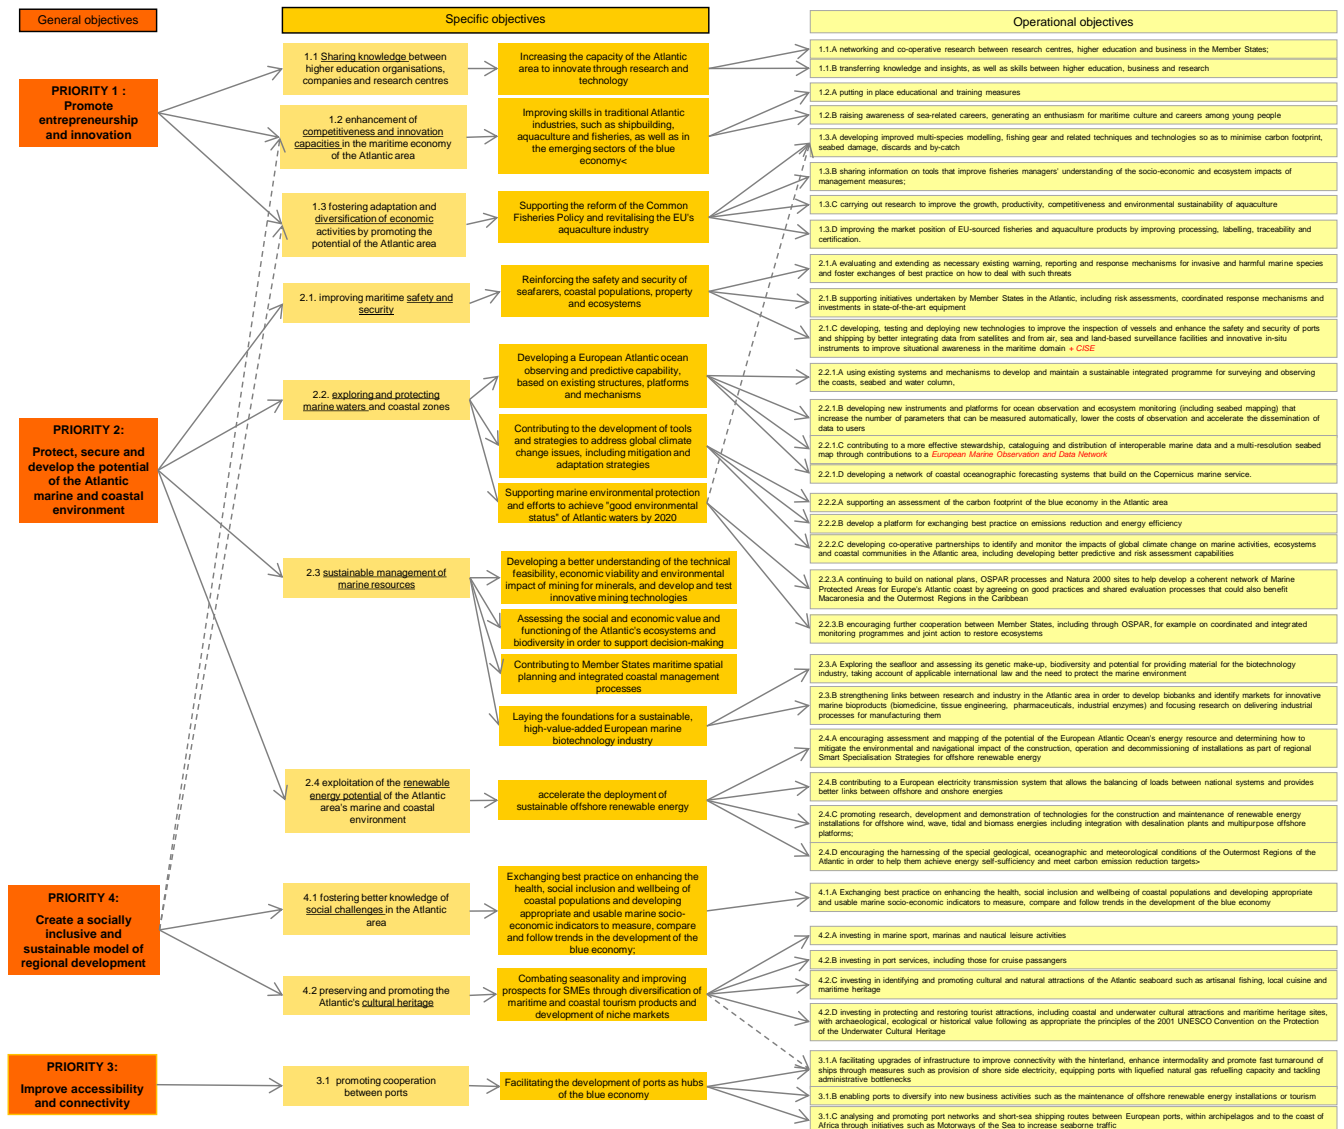 General objectives
Specific objectives
Operational objectives
PRIORITY 1 :
Promote
entrepreneurship
and innovation
1.1 Sharing knowledge between
higher education organisations,
companies and research centres
Increasing the capacity of the Atlantic
area to innovate through research and
technology
1.1.A networking and co-operative research between research centres, higher education and business in the Member States;
1.1.B transferring knowledge and insights, as well as skills between higher education, business and research
1.2 enhancement of
competitiveness and innovation
capacities in the maritime economy
of the Atlantic area
Improving skills in traditional Atlantic
industries, such as shipbuilding,
aquaculture and fisheries, as well as in
the emerging sectors of the blue
economy<
1.2.A putting in place educational and training measures
1.2.B raising awareness of sea-related careers, generating an enthusiasm for maritime culture and careers among young people
1.3 fostering adaptation and
diversification of economic
activities by promoting the
potential of the Atlantic area
Supporting the reform of the Common
Fisheries Policy and revitalising the EU's
aquaculture industry
1.3.A developing improved multi-species modelling, fishing gear and related techniques and technologies so as to minimise carbon footprint,
seabed damage, discards and by-catch
1.3.B sharing information on tools that improve fisheries managers' understanding of the socio-economic and ecosystem impacts of
management measures;
1.3.C carrying out research to improve the growth, productivity, competitiveness and environmental sustainability of aquaculture
1.3.D improving the market position of EU-sourced fisheries and aquaculture products by improving processing, labelling, traceability and
certification.
PRIORITY 2:
Protect, secure and
develop the potential
of the Atlantic
marine and coastal
environment
2.1. improving maritime safety and
security
Reinforcing the safety and security of
seafarers, coastal populations, property
and ecosystems
2.1.A evaluating and extending as necessary existing warning, reporting and response mechanisms for invasive and harmful marine species
and foster exchanges of best practice on how to deal with such threats
2.1.B supporting initiatives undertaken by Member States in the Atlantic, including risk assessments, coordinated response mechanisms and
investments in state-of-the-art equipment
2.1.C developing, testing and deploying new technologies to improve the inspection of vessels and enhance the safety and security of ports
and shipping by better integrating data from satellites and from air, sea and land-based surveillance facilities and innovative in-situ
instruments to improve situational awareness in the maritime domain + CISE
2.2. exploring and protecting
marine waters and coastal zones
Developing a European Atlantic ocean
observing and predictive capability,
based on existing structures, platforms
and mechanisms
2.2.1.A using existing systems and mechanisms to develop and maintain a sustainable integrated programme for surveying and observing
the coasts, seabed and water column,
2.2.1.B developing new instruments and platforms for ocean observation and ecosystem monitoring (including seabed mapping) that
increase the number of parameters that can be measured automatically, lower the costs of observation and accelerate the dissemination of
data to users
2.2.1.C contributing to a more effective stewardship, cataloguing and distribution of interoperable marine data and a multi-resolution seabed
map through contributions to a European Marine Observation and Data Network
2.2.1.D developing a network of coastal oceanographic forecasting systems that build on the Copernicus marine service.
Contributing to the development of tools
and strategies to address global climate
change issues, including mitigation and
adaptation strategies
2.2.2.A supporting an assessment of the carbon footprint of the blue economy in the Atlantic area
2.2.2.B develop a platform for exchanging best practice on emissions reduction and energy efficiency
2.2.2.C developing co-operative partnerships to identify and monitor the impacts of global climate change on marine activities, ecosystems
and coastal communities in the Atlantic area, including developing better predictive and risk assessment capabilities
Supporting marine environmental protection
and efforts to achieve "good environmental
status" of Atlantic waters by 2020
2.2.3.A continuing to build on national plans, OSPAR processes and Natura 2000 sites to help develop a coherent network of Marine
Protected Areas for Europe's Atlantic coast by agreeing on good practices and shared evaluation processes that could also benefit
Macaronesia and the Outermost Regions in the Caribbean
2.2.3.B encouraging further cooperation between Member States, including through OSPAR, for example on coordinated and integrated
monitoring programmes and joint action to restore ecosystems
2.3 sustainable management of
marine resources
Developing a better understanding of the technical
feasibility, economic viability and environmental
impact of mining for minerals, and develop and test
innovative mining technologies
Assessing the social and economic value and
functioning of the Atlantic's ecosystems and
biodiversity in order to support decision-making
Contributing to Member States maritime spatial
planning and integrated coastal management
processes
Laying the foundations for a sustainable,
high-value-added European marine
biotechnology industry
2.3.A Exploring the seafloor and assessing its genetic make-up, biodiversity and potential for providing material for the biotechnology
industry, taking account of applicable international law and the need to protect the marine environment
2.3.B strengthening links between research and industry in the Atlantic area in order to develop biobanks and identify markets for innovative
marine bioproducts (biomedicine, tissue engineering, pharmaceuticals, industrial enzymes) and focusing research on delivering industrial
processes for manufacturing them
2.4 exploitation of the renewable
energy potential of the Atlantic
area's marine and coastal
environment
accelerate the deployment of
sustainable offshore renewable energy
2.4.A encouraging assessment and mapping of the potential of the European Atlantic Ocean's energy resource and determining how to
mitigate the environmental and navigational impact of the construction, operation and decommissioning of installations as part of regional
Smart Specialisation Strategies for offshore renewable energy
2.4.B contributing to a European electricity transmission system that allows the balancing of loads between national systems and provides
better links between offshore and onshore energies
2.4.C promoting research, development and demonstration of technologies for the construction and maintenance of renewable energy
installations for offshore wind, wave, tidal and biomass energies including integration with desalination plants and multipurpose offshore
platforms;
2.4.D encouraging the harnessing of the special geological, oceanographic and meteorological conditions of the Outermost Regions of the
Atlantic in order to help them achieve energy self-sufficiency and meet carbon emission reduction targets>
PRIORITY 4:
Create a socially
inclusive and
sustainable model of
regional development
4.1 fostering better knowledge of
social challenges in the Atlantic
area
Exchanging best practice on enhancing the
health, social inclusion and wellbeing of
coastal populations and developing
appropriate and usable marine socio-
economic indicators to measure, compare
and follow trends in the development of the
blue economy;
4.1.A Exchanging best practice on enhancing the health, social inclusion and wellbeing of coastal populations and developing appropriate
and usable marine socio-economic indicators to measure, compare and follow trends in the development of the blue economy
4.2 preserving and promoting the
Atlantic's cultural heritage
Combating seasonality and improving
prospects for SMEs through diversification of
maritime and coastal tourism products and
development of niche markets
4.2.A investing in marine sport, marinas and nautical leisure activities
4.2.B investing in port services, including those for cruise passengers
4.2.C investing in identifying and promoting cultural and natural attractions of the Atlantic seaboard such as artisanal fishing, local cuisine and
maritime heritage
4.2.D investing in protecting and restoring tourist attractions, including coastal and underwater cultural attractions and maritime heritage sites,
with archaeological, ecological or historical value following as appropriate the principles of the 2001 UNESCO Convention on the Protection
of the Underwater Cultural Heritage
PRIORITY 3:
Improve accessibility
and connectivity
3.1 promoting cooperation
between ports
Facilitating the development of ports as hubs
of the blue economy
3.1.A facilitating upgrades of infrastructure to improve connectivity with the hinterland, enhance intermodality and promote fast turnaround of
ships through measures such as provision of shore side electricity, equipping ports with liquefied natural gas refuelling capacity and tackling
administrative bottlenecks
3.1.B enabling ports to diversify into new business activities such as the maintenance of offshore renewable energy installations or tourism
3.1.C analysing and promoting port networks and short-sea shipping routes between European ports, within archipelagos and to the coast of
Africa through initiatives such as Motorways of the Sea to increase seaborne traffic